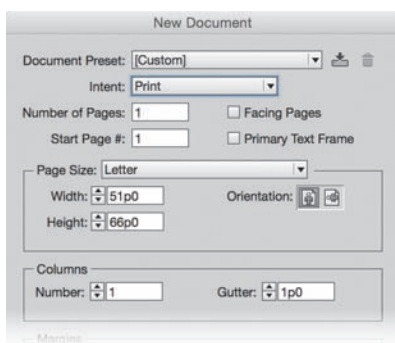 New Document
Document Preset: [Custom]
Intent: Print
Number of Pages: 1 Facing Pages
Start Page #: 1 Primary Text Frame
Page Size: Letter
Width: 51p0 Orientation:
Height: 66p0
Columns
Number: 1 Gutter: 1p0
Margins